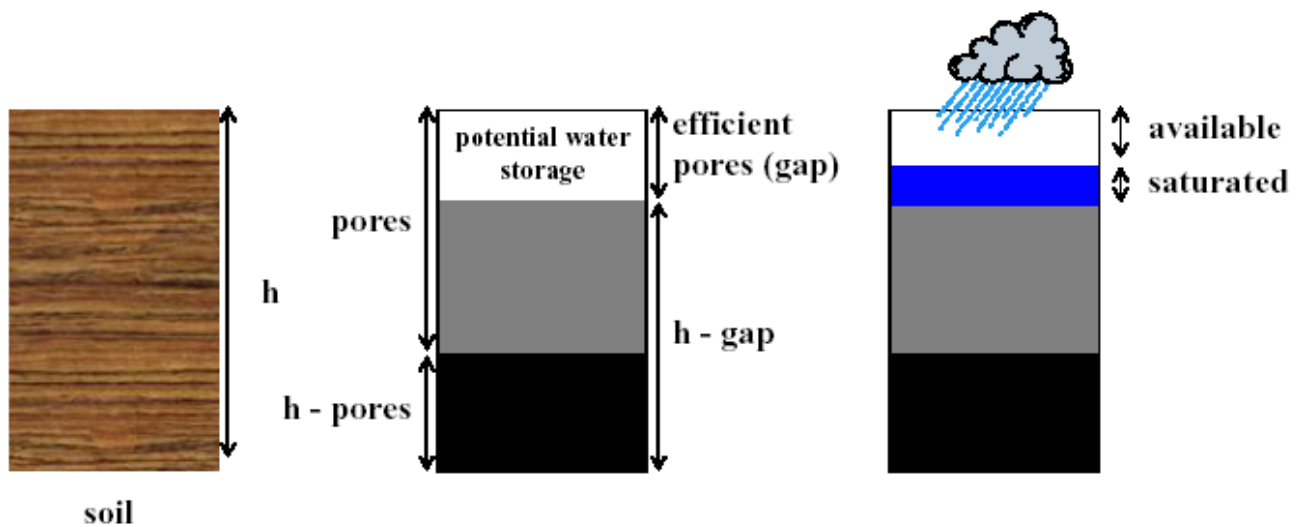 soil
h
pores
h - pores
potential water
storage
efficient
pores (gap)
h - gap
available
saturated